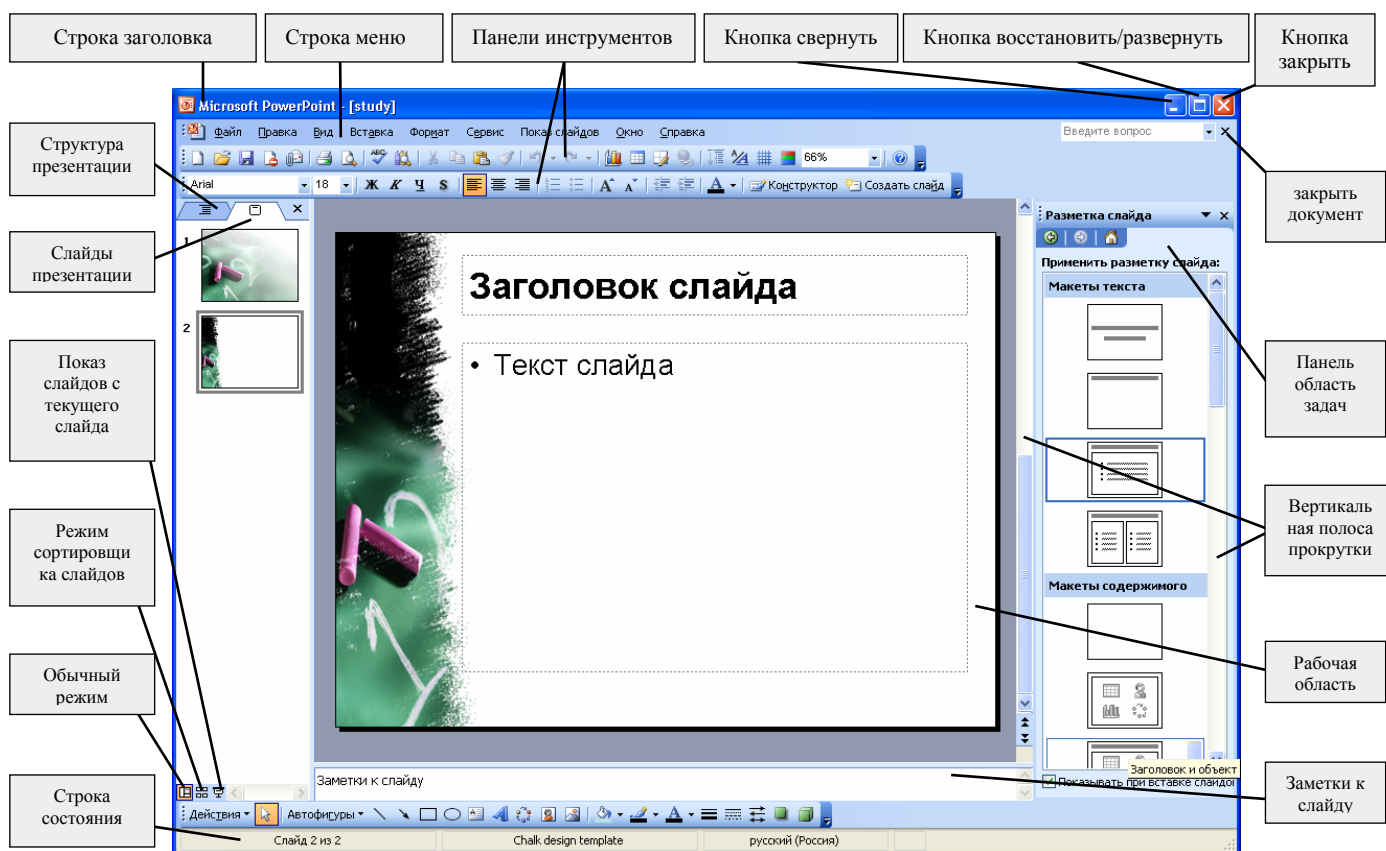 Строка заголовка
Строка меню
Панели инструментов
Кнопка свернуть
Кнопка восстановить/развернуть
Кнопка
закрыть
Microsoft PowerPoint - [study]
Файл Правка Вид Вставка Формат Сервис Показ слайдов Окно Справка
Введите вопрос
66%
Arial
18
Ж К Ч S
Конструктор
Создать слайд
Структура
презентации
Слайды
презентации
Показ
слайдов с
текущего
слайда
Режим
сортировщи
ка слайдов
Обычный
режим
Строка
состояния
1
2
Заголовок слайда
• Текст слайда
Заметки к слайду
Разметка слайда
Применить разметку слайда:
Макеты текста
Макеты содержимого
Заголовок и объект
Показывать при вставке слайдов
закрыть
документ
Панель
область
задач
Вертикаль
ная полоса
прокрутки
Рабочая
область
Заметки к
слайду
Действия
Автофигуры
Слайд 2 из 2
Chalk design template
русский (Россия)